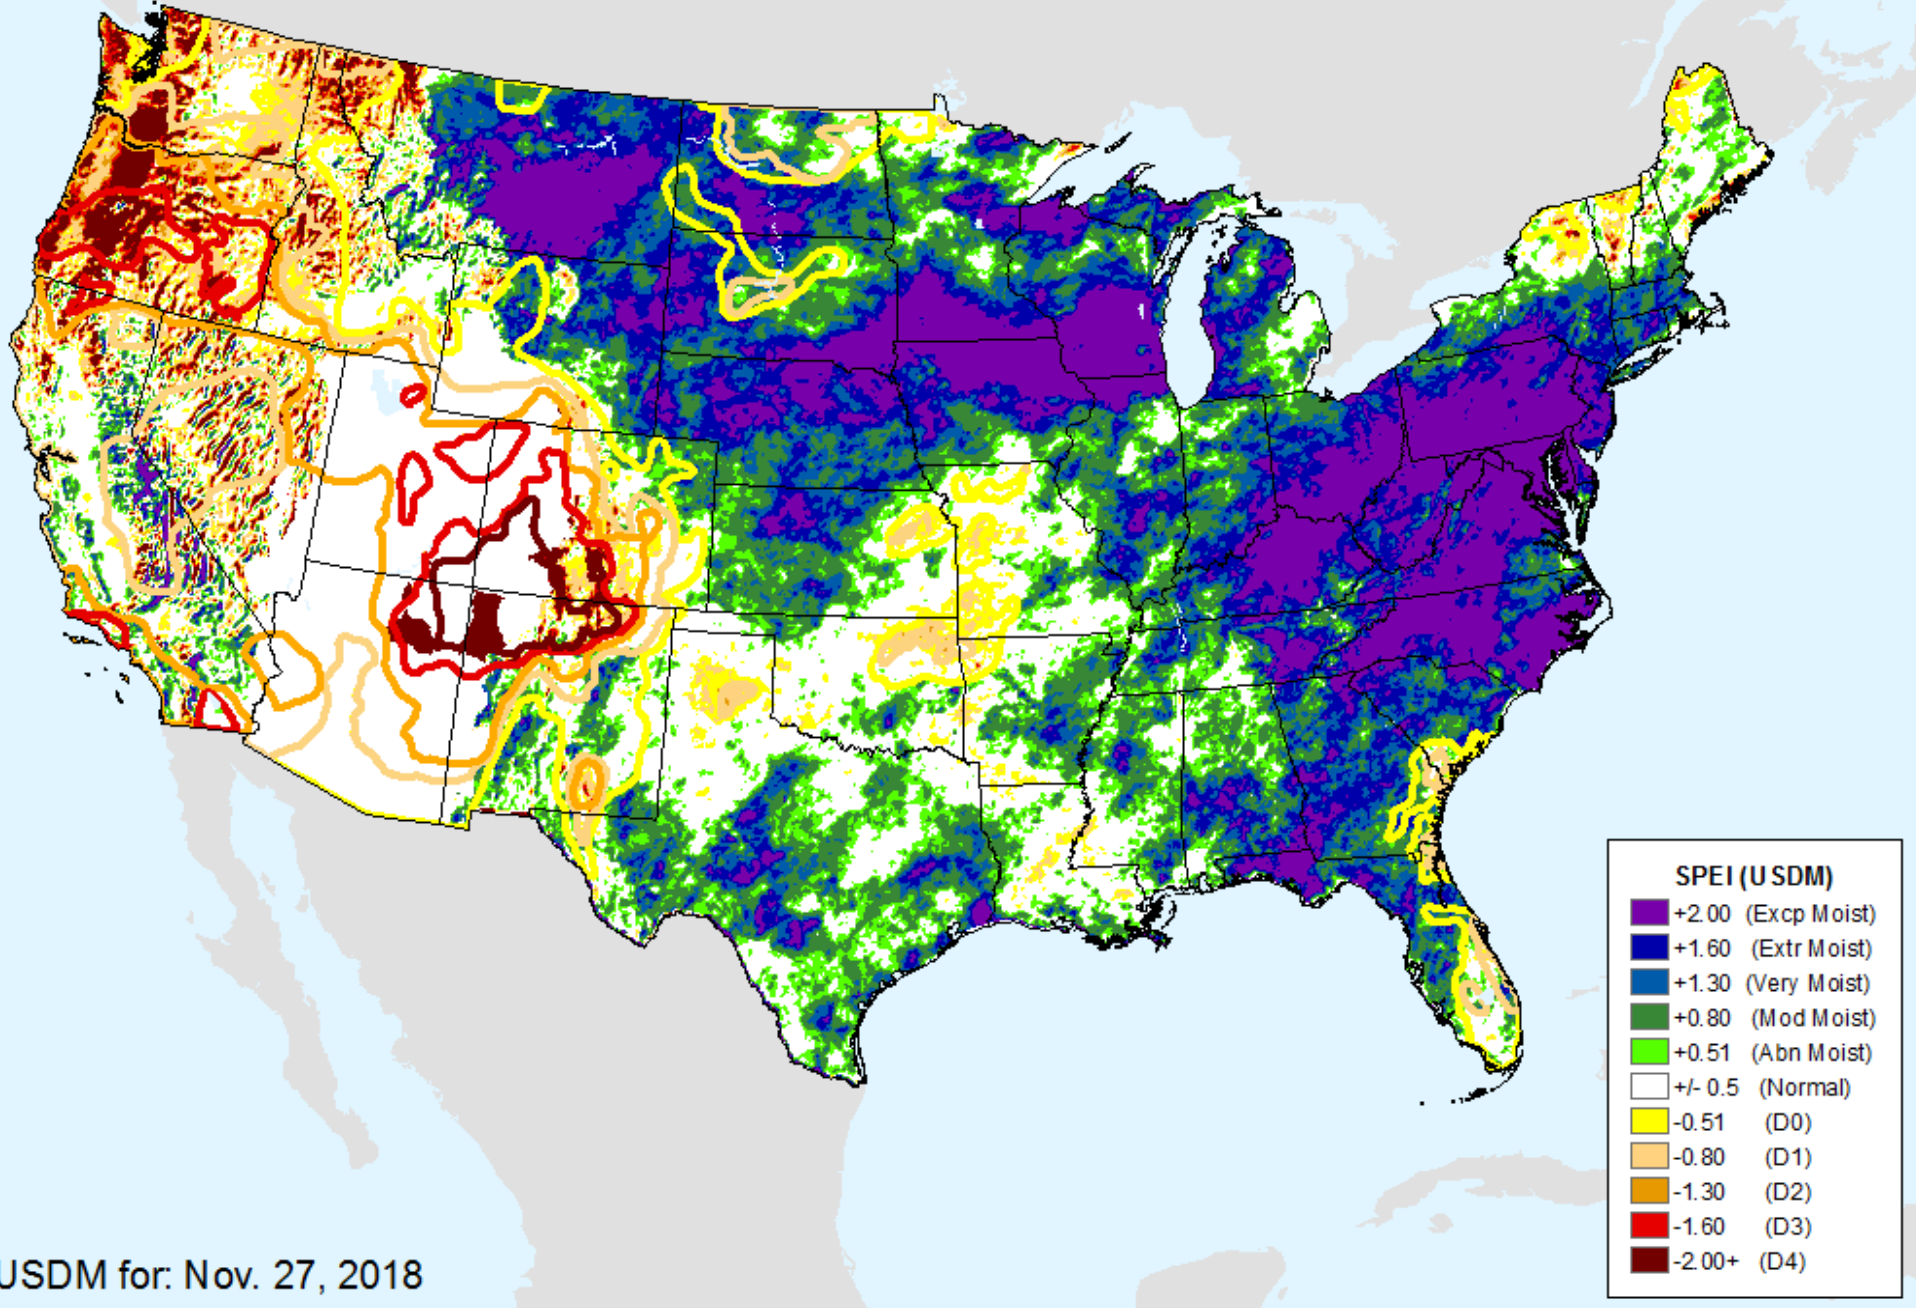 SPEI (USDM)
+2.00 (Excp Moist)
+1.60 (Extr Moist)
+1.30 (Very Moist)
+0.80 (Mod Moist)
+0.51 (Abn Moist)
+/- 0.5 (Normal)
-0.51 (D0)
-0.80 (D1)
-1.30 (D2)
-1.60 (D3)
-2.00+ (D4)
USDM for: Nov. 27, 2018